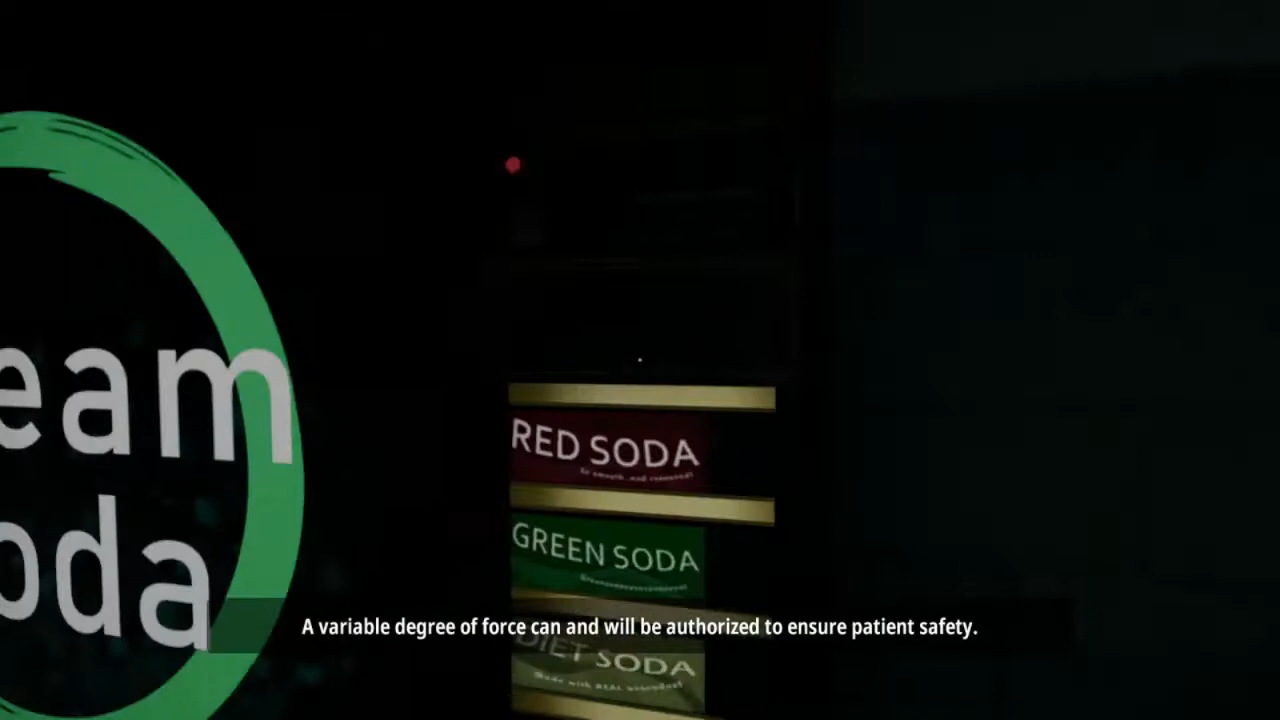 eam
oda
RED SODA
GREEN SODA
DIET SODA
A variable degree of force can and will be authorized to ensure patient safety.